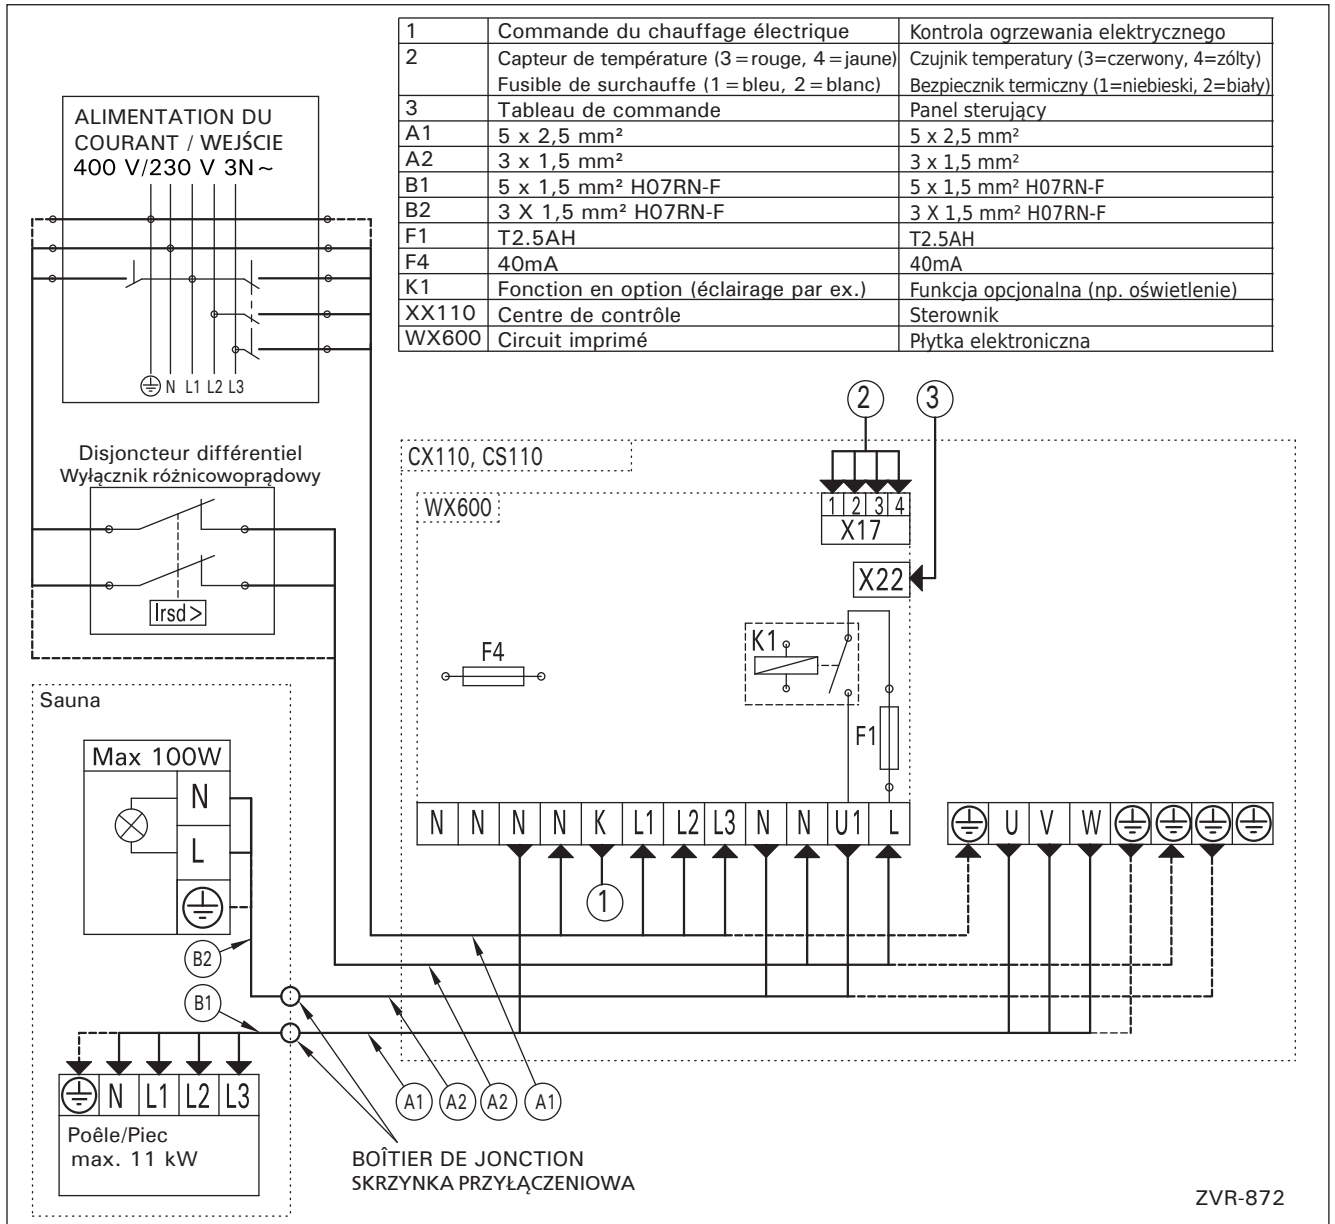 1 Commande du chauffage électrique Kontrola ogrzewania elektrycznego
2 Capteur de température (3=rouge, 4=jaune) Czujnik temperatury (3=czerwony, 4=zólty)
Fusible de surchauffe (1=bleu, 2=blanc) Bezpiecznik termiczny (1=niebieski, 2=biały)
3 Tableau de commande Panel sterujący
A1 5 x 2,5 mm² 5 x 2,5 mm²
A2 3 x 1,5 mm² 3 x 1,5 mm²
B1 5 x 1,5 mm² H07RN-F 5 x 1,5 mm² H07RN-F
B2 3 X 1,5 mm² H07RN-F 3 X 1,5 mm² H07RN-F
F1 T2.5AH T2.5AH
F4 40mA 40mA
K1 Fonction en option (éclairage par ex.) Funkcja opcjonalna (np. oświetlenie)
XX110 Centre de contrôle Sterownik
WX600 Circuit imprimé Płytka elektroniczna
ALIMENTATION DU
COURANT / WEJŚCIE
400 V/230 V 3N~
N L1 L2 L3
Disjoncteur différentiel
Wyłącznik różnicowoprądowy
Irsd>
2 3
CX110, CS110
WX600
1 2 3 4
X17
X22
K1
F4
F1
N N N N K L1 L2 L3 N N U1 L
U V W
1
Sauna
Max 100W
N
L
B2
B1
N L1 L2 L3
Poêle/Piec
max. 11 kW
A1 A2 A2 A1
BOÎTIER DE JONCTION
SKRZYNKA PRZYŁĄCZENIOWA
ZVR-872